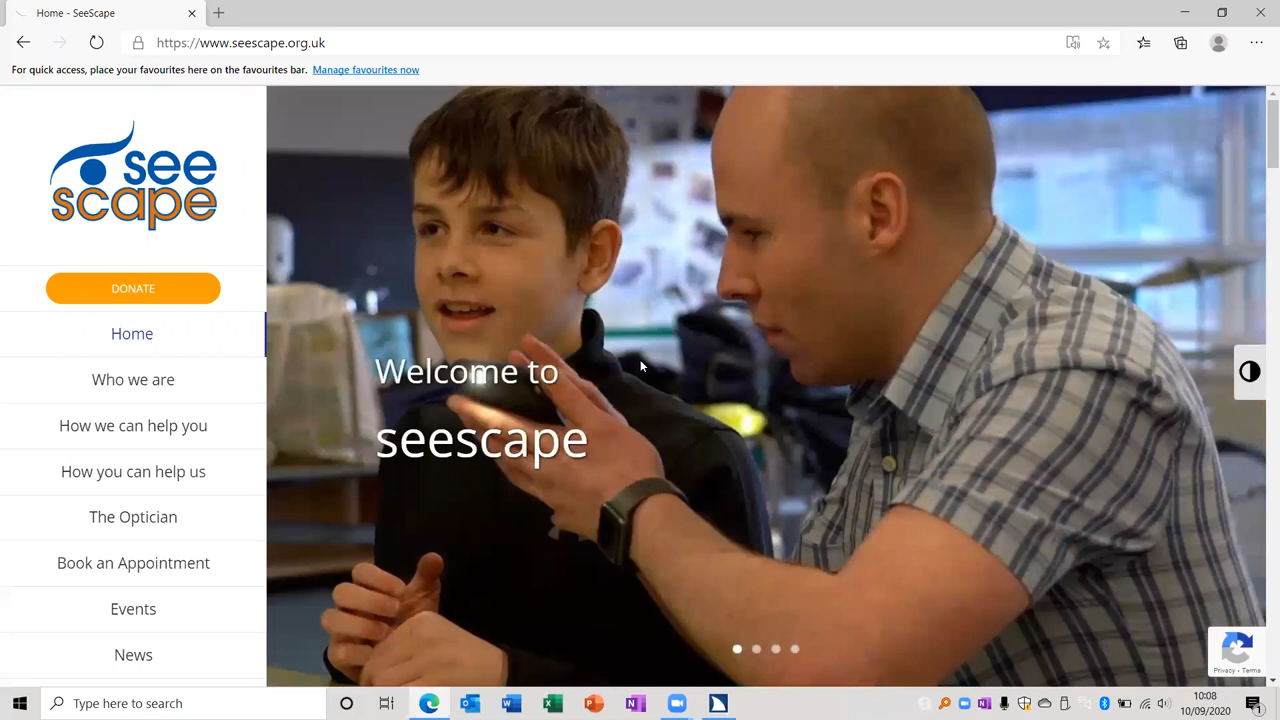 Home - SeeScape
https://www.seescape.org.uk
For quick access, place your favourites here on the favourites bar. Manage favourites now
see
scape
DONATE
Home
Who we are
How we can help you
How you can help us
The Optician
Book an Appointment
Events
News
Welcome to
seescape
Privacy - Terms
Type here to search
10:08
10/09/2020